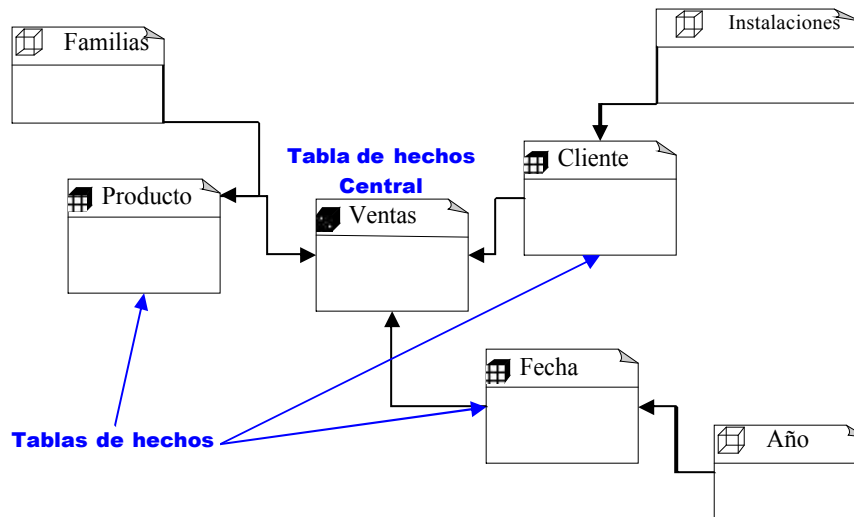 Familias
Instalaciones
Tabla de hechos
Central
Cliente
Producto
Ventas
Fecha
Tablas de hechos
Año